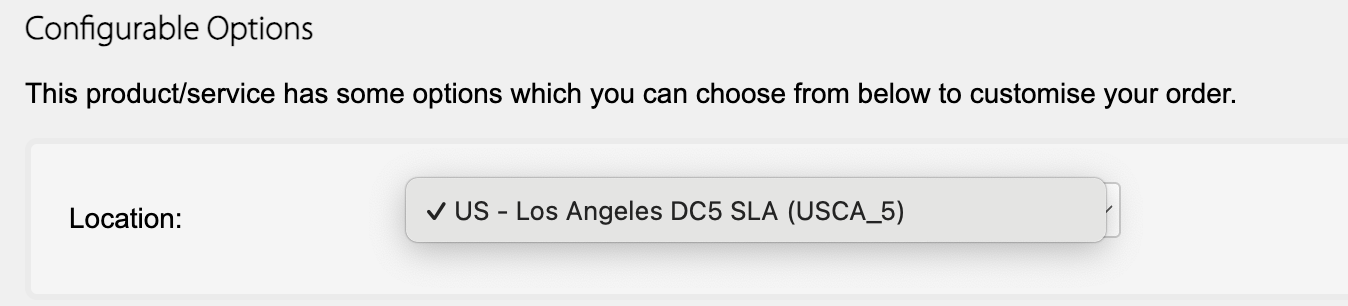 Configurable Options
This product/service has some options which you can choose from below to customise your order.
Location:
✓ US - Los Angeles DC5 SLA (USCA_5)